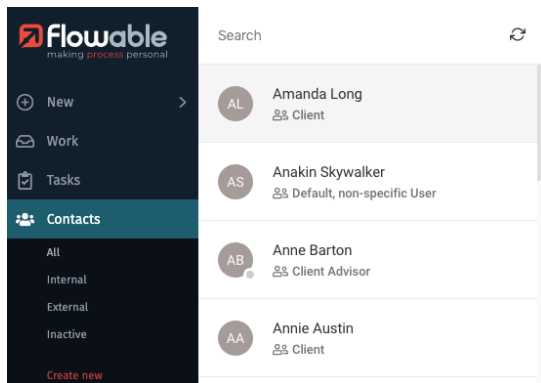 flowable
making process personal
New
Work
Tasks
Contacts
All
Internal
External
Inactive
Create new
Search
AL
Amanda Long
Client
AS
Anakin Skywalker
Default, non-specific User
AB
Anne Barton
Client Advisor
AA
Annie Austin
Client